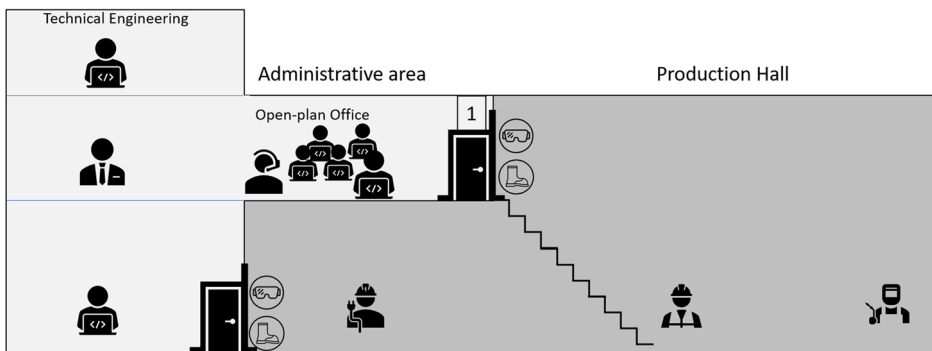 Technical Engineering
Administrative area
Production Hall
Open-plan Office
1
</>
</>
</>
</>
</>
</>
</>